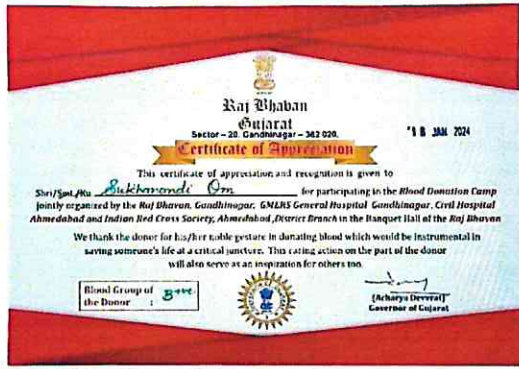 Raj Bhavan
Gujarat
Sector – 20, Gandhinagar – 382 020.
18 JAN 2024
Certificate of Appreciation
This certificate of appreciation and recognition is given to
Shri/Smt./Ku Sukhanandi Om for participating in the Blood Donation Camp
jointly organized by the Raj Bhavan, Gandhinagar, GMERS General Hospital Gandhinagar, Civil Hospital
Ahmedabad and Indian Red Cross Society, Ahmedabad ,District Branch in the Banquet Hall of the Raj Bhavan
We thank the donor for his/her noble gesture in donating blood which would be instrumental in
saving someone's life at a critical juncture. This caring action on the part of the donor
will also serve as an inspiration for others too.
Blood Group of
the Donor : B+ve
(Acharya Devvrat)
Governor of Gujarat